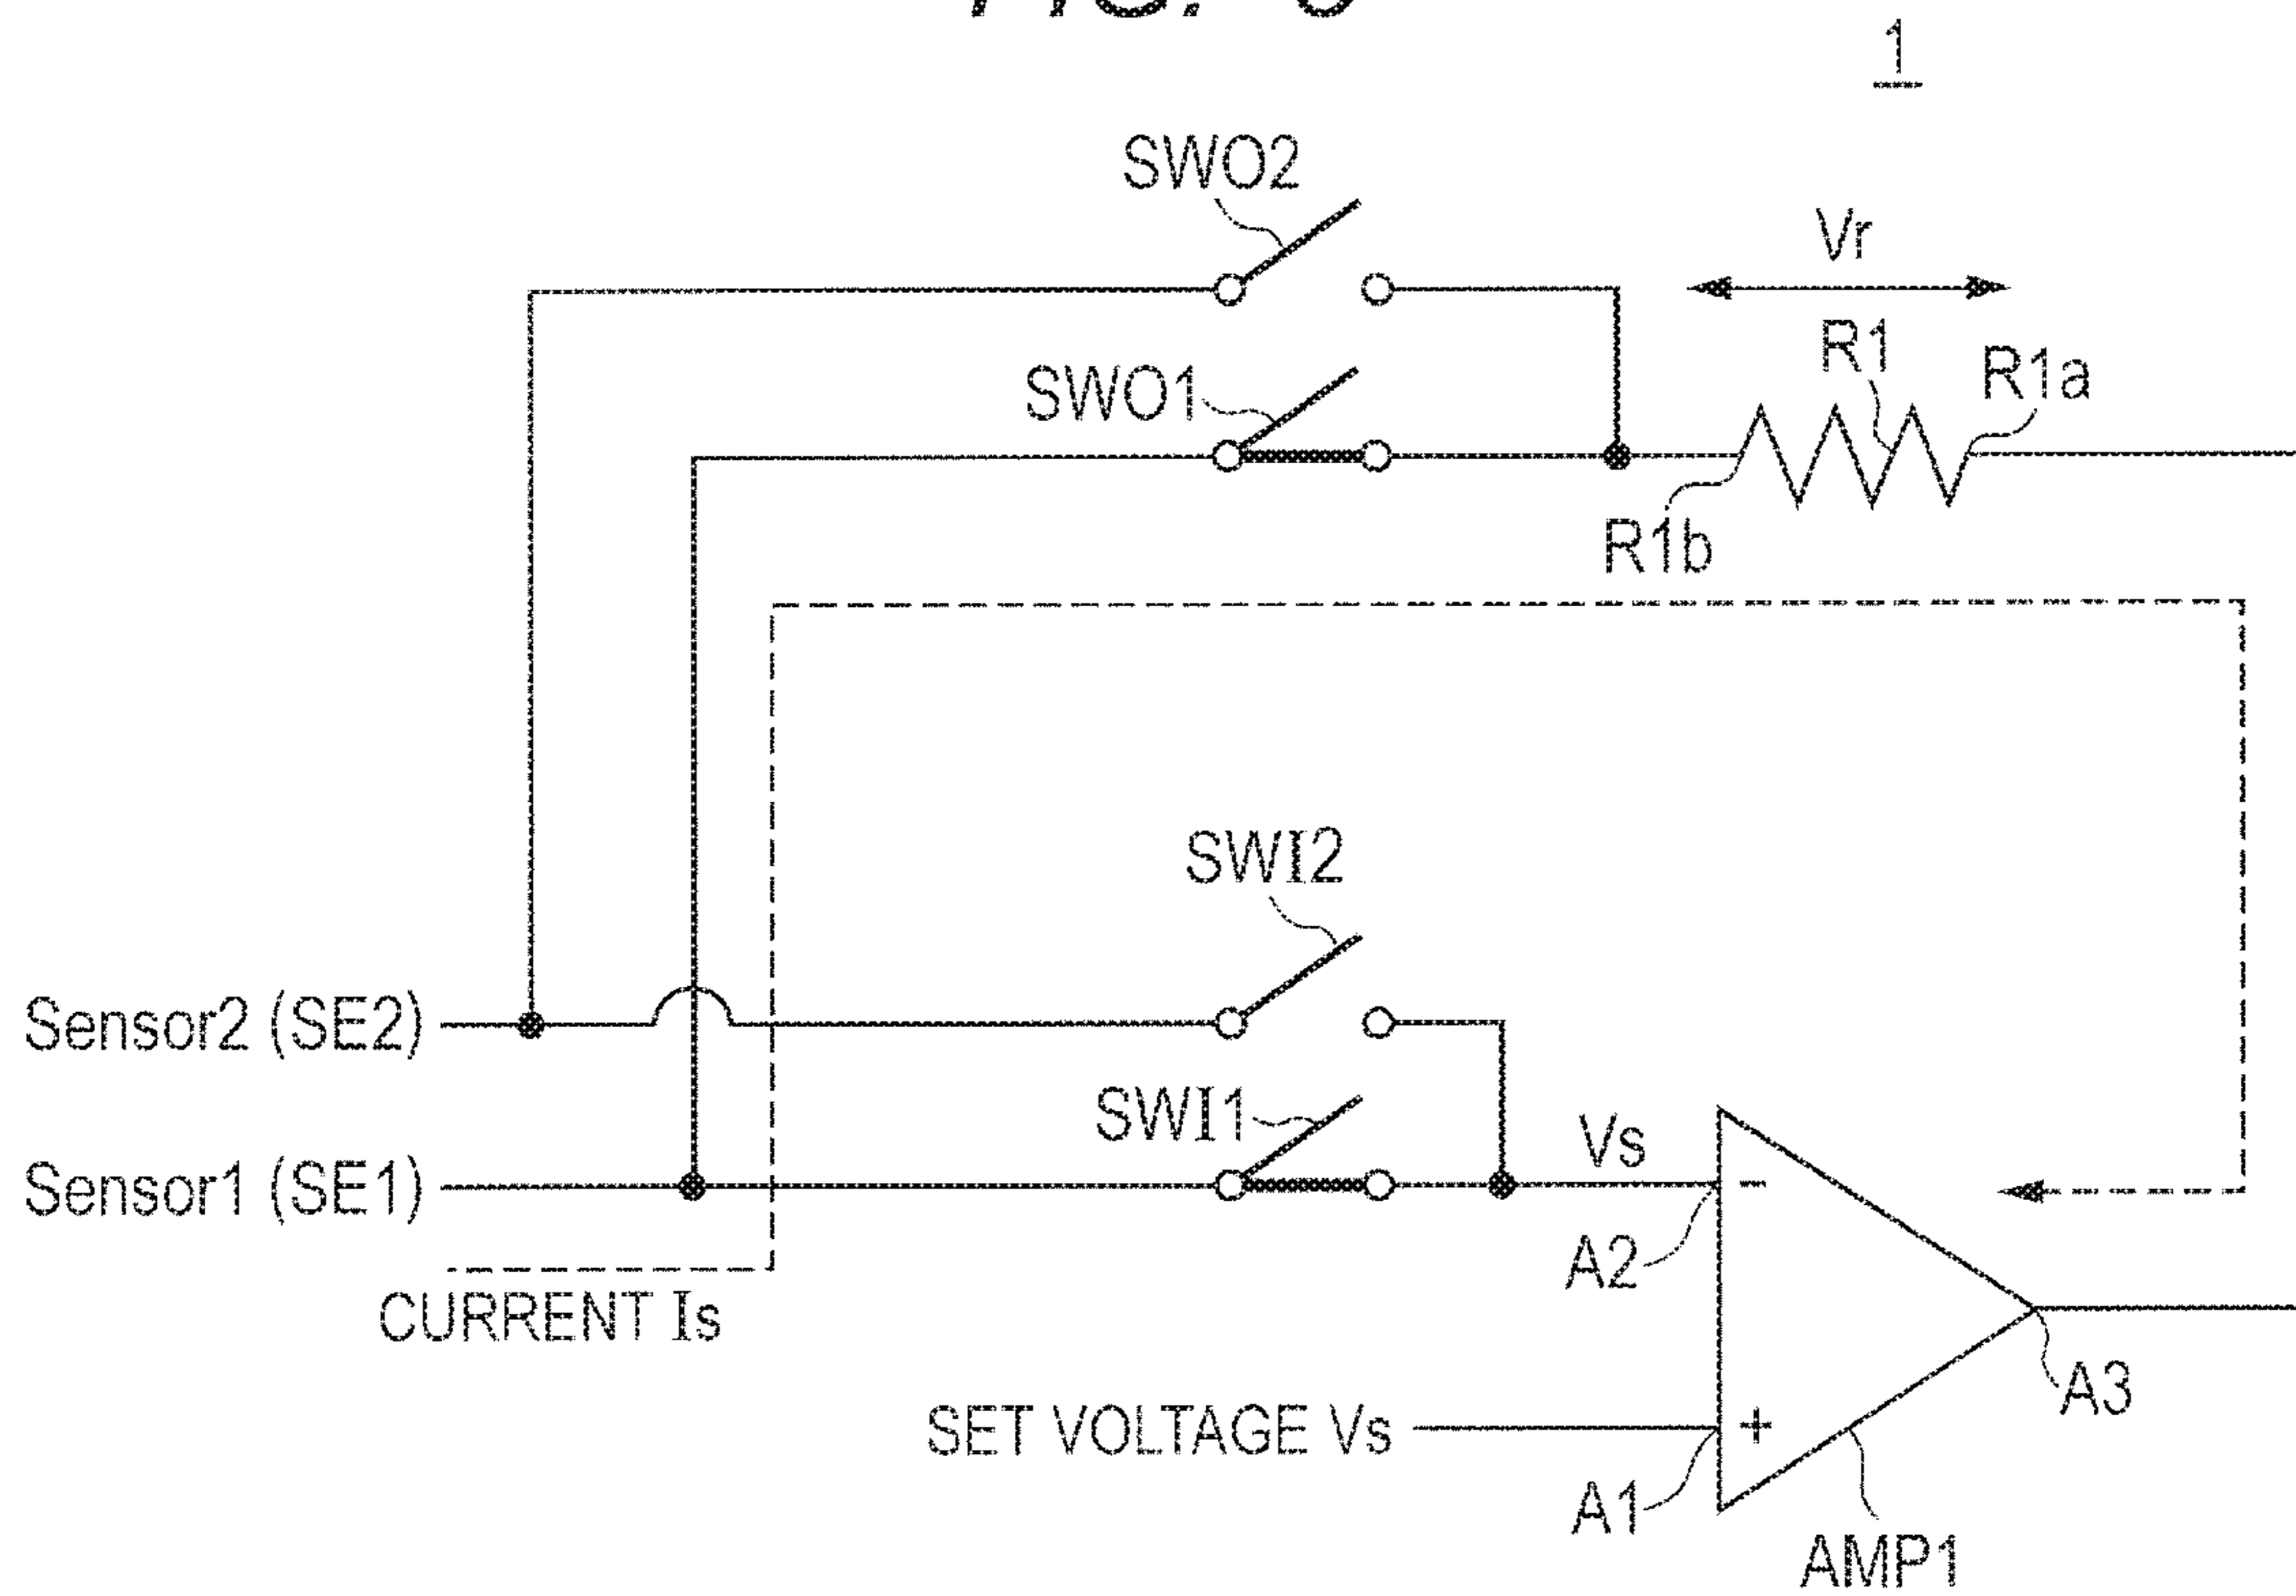 1
SWO2
Vr
SWO1
R1
R1a
R1b
SWI2
Sensor2 (SE2)
SWI1
Vs
Sensor1 (SE1)
−
A2
CURRENT Is
A3
SET VOLTAGE Vs
+
A1
AMP1